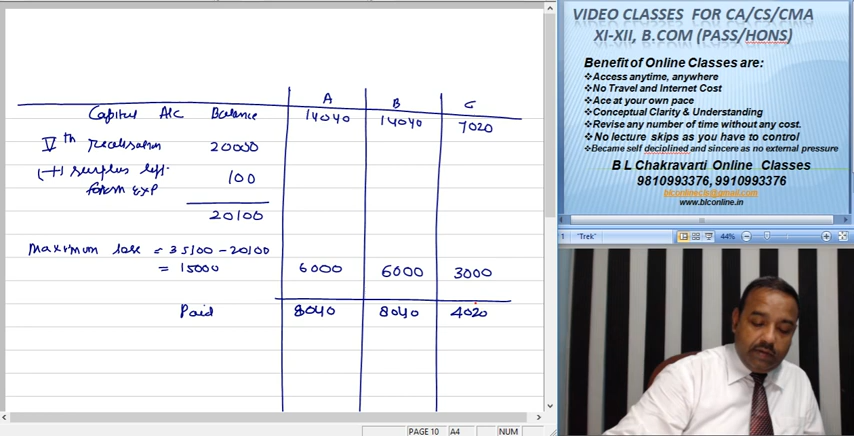 A B C
Capital A/c Balance 14040 14040 7020
Vth Realisation 20000
(+) Surplus left
from Exp 100
20100
Maximum loss = 35100 - 20100
= 15000 6000 6000 3000
Paid 8040 8040 4020
PAGE 10 A4 NUM
VIDEO CLASSES FOR CA/CS/CMA
XI-XII, B.COM (PASS/HONS)
Benefit of Online Classes are:
❖Access anytime, anywhere
❖No Travel and Internet Cost
❖Ace at your own pace
❖Conceptual Clarity & Understanding
❖Revise any number of time without any cost.
❖No lecture skips as you have to control
❖Became self deciplined and sincere as no external pressure
B L Chakravarti Online Classes
9810993376, 9910993376
blconlinecls@gmail.com
www.blconline.in
1 "Trek" 44%